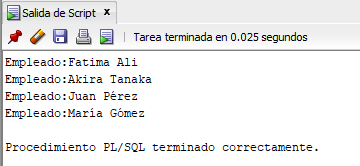 Salida de Script x
Tarea terminada en 0.025 segundos
Empleado:Fatima Ali
Empleado:Akira Tanaka
Empleado:Juan Pérez
Empleado:María Gómez
Procedimiento PL/SQL terminado correctamente.